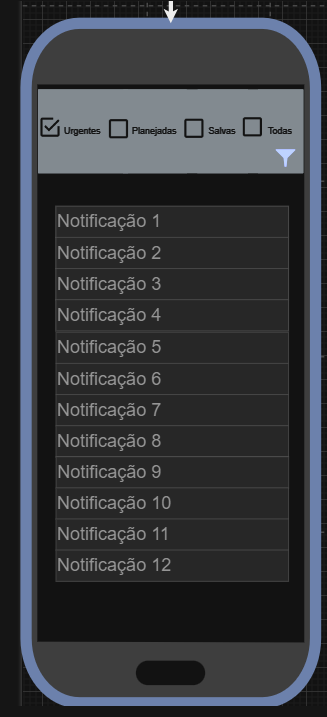 Urgentes Planejadas Salvas Todas
Notificação 1
Notificação 2
Notificação 3
Notificação 4
Notificação 5
Notificação 6
Notificação 7
Notificação 8
Notificação 9
Notificação 10
Notificação 11
Notificação 12